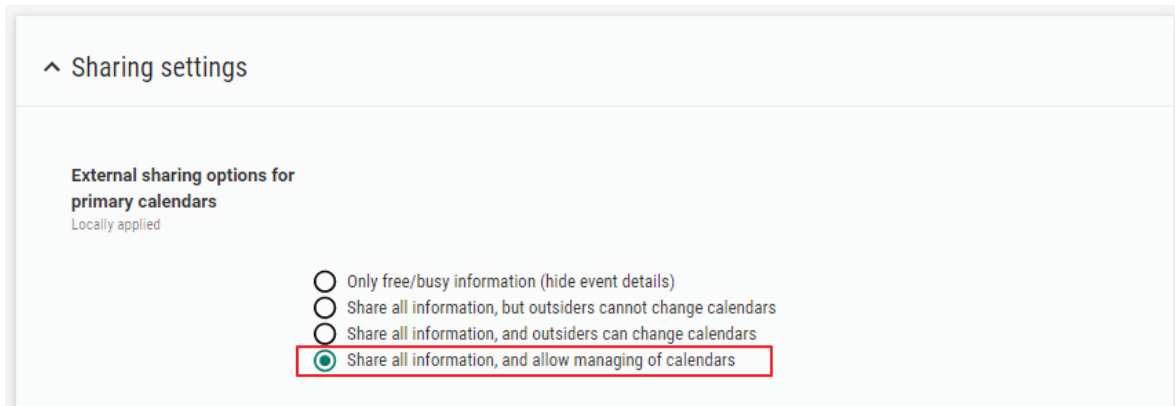 Sharing settings
External sharing options for
primary calendars
Locally applied
Only free/busy information (hide event details)
Share all information, but outsiders cannot change calendars
Share all information, and outsiders can change calendars
Share all information, and allow managing of calendars